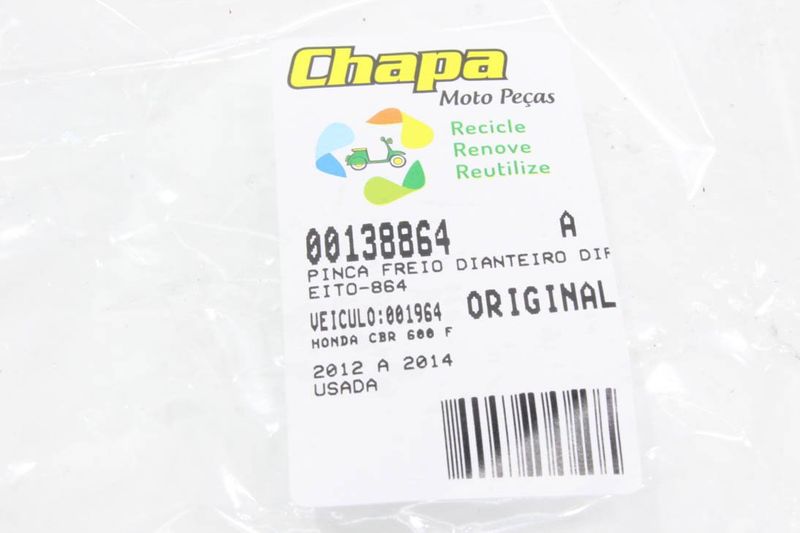 Chapa
Moto Peças
Recicle
Renove
Reutilize
00138864 A
PINCA FREIO DIANTEIRO DIR
EITO-864
VEICULO:001964 ORIGINAL
HONDA CBR 600 F
2012 A 2014
USADA